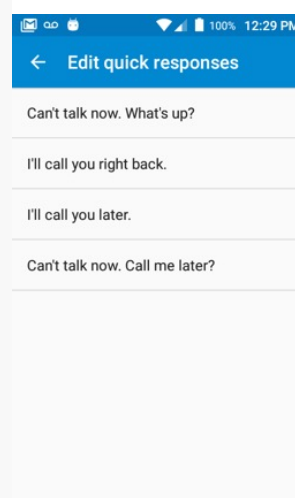 100% 12:29 PM
Edit quick responses
Can't talk now. What's up?
I'll call you right back.
I'll call you later.
Can't talk now. Call me later?